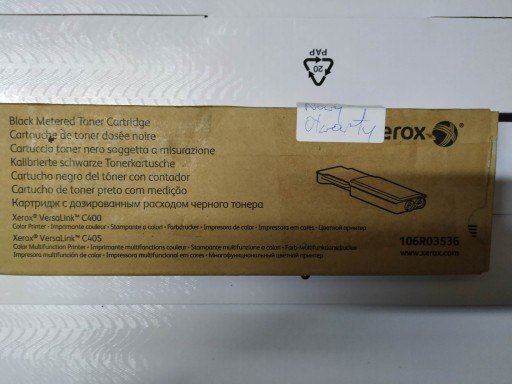 20
PAP
Nowy
Otwarty
xerox
Black Metered Toner Cartridge
Cartouche de toner dosée noire
Cartuccia toner nero soggetta a misurazione
Kalibrierte schwarze Tonerkartusche
Cartucho negro del tóner con contador
Cartucho de toner preto com medição
Картридж с дозированным расходом черного тонера
Xerox® VersaLink™ C400
Color Printer • Imprimante couleur • Stampante a colori • Farbdrucker • Impresora de color • Impressora em cores • Цветной принтер
Xerox® VersaLink™ C405
Color Multifunction Printer • Imprimante multifonctions couleur • Stampante multifunzione a colori • Farb-Multifunktionsdrucker
Impresora multifunción de color • Impressora multifuncional em cores • Многофункциональный цветной принтер
106R03536
www.xerox.com